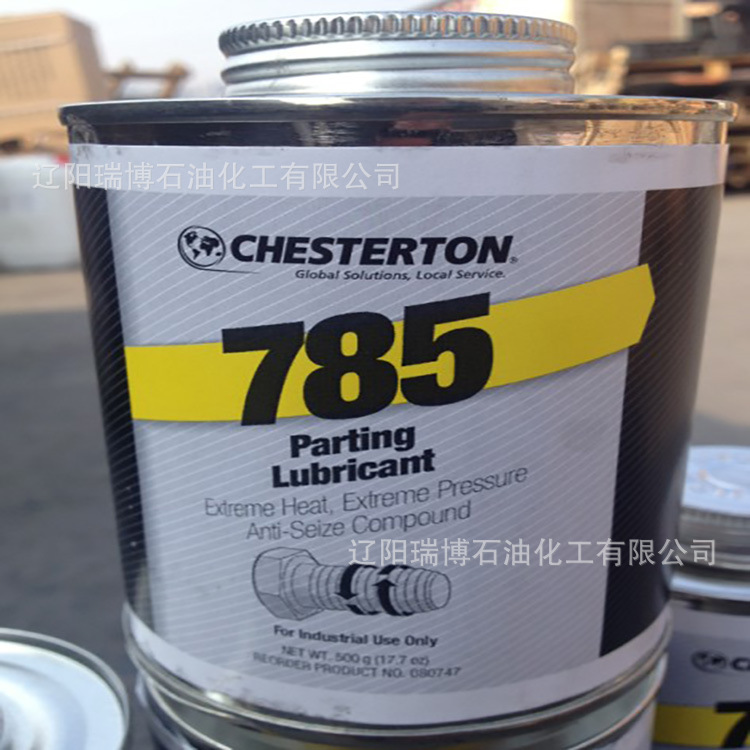 辽阳瑞博石油化工有限公司
CHESTERTON®
Global Solutions, Local Service.
785
Parting
Lubricant
Extreme Heat, Extreme Pressure
Anti-Seize Compound
辽阳瑞博石油化工有限公司
For Industrial Use Only
NET WT. 500 g (17.7 oz)
REORDER PRODUCT NO. 080747
7